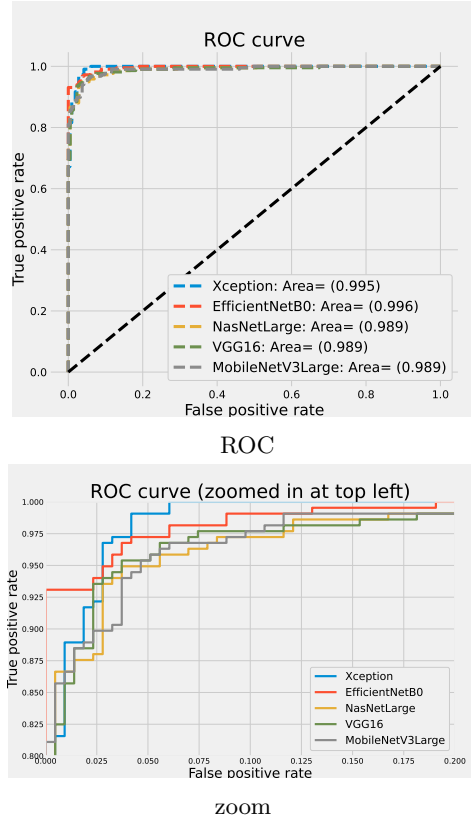 ROC curve
True positive rate
1.0
0.8
0.6
0.4
0.2
0.0
Xception: Area= (0.995)
EfficientNetB0: Area= (0.996)
NasNetLarge: Area= (0.989)
VGG16: Area= (0.989)
MobileNetV3Large: Area= (0.989)
0.0 0.2 0.4 0.6 0.8 1.0
False positive rate
ROC
ROC curve (zoomed in at top left)
True positive rate
1.000
0.975
0.950
0.925
0.900
0.875
0.850
0.825
0.800
Xception
EfficientNetB0
NasNetLarge
VGG16
MobileNetV3Large
0.000 0.025 0.050 0.075 0.100 0.125 0.150 0.175 0.200
False positive rate
zoom